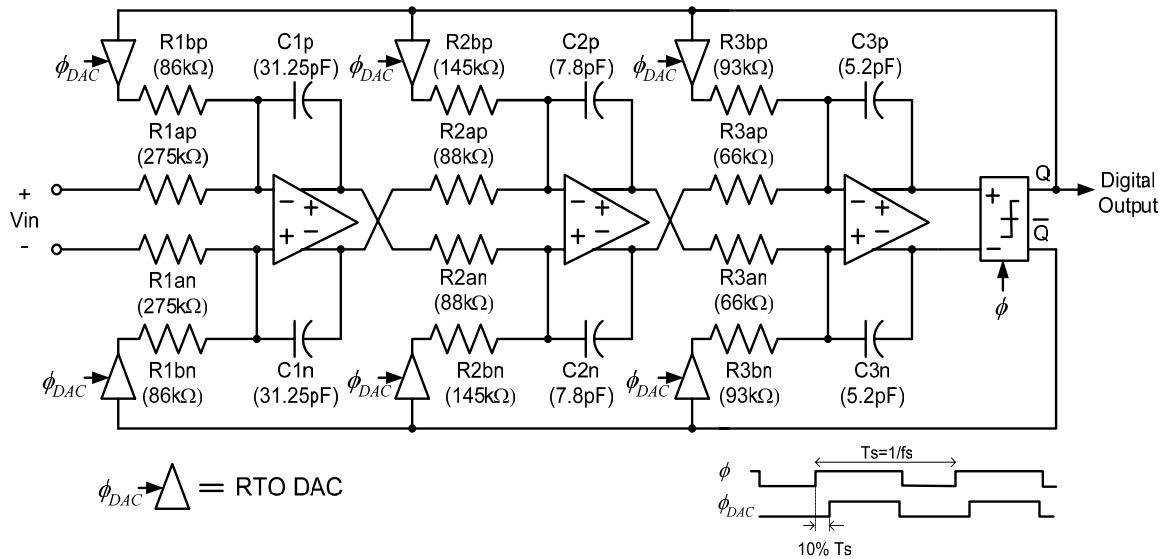 R1bp
(86kΩ)
C1p
(31.25pF)
R2bp
(145kΩ)
C2p
(7.8pF)
R3bp
(93kΩ)
C3p
(5.2pF)
ϕDAC
ϕDAC
ϕDAC
R1ap
(275kΩ)
R2ap
(88kΩ)
R3ap
(66kΩ)
+
Vin
-
− +
+ −
− +
+ −
− +
+ −
+
−
Q
Q̅
Digital
Output
ϕ
R1an
(275kΩ)
R2an
(88kΩ)
R3an
(66kΩ)
ϕDAC
R1bn
(86kΩ)
C1n
(31.25pF)
ϕDAC
R2bn
(145kΩ)
C2n
(7.8pF)
ϕDAC
R3bn
(93kΩ)
C3n
(5.2pF)
ϕDAC = RTO DAC
Ts=1/fs
ϕ
ϕDAC
10% Ts